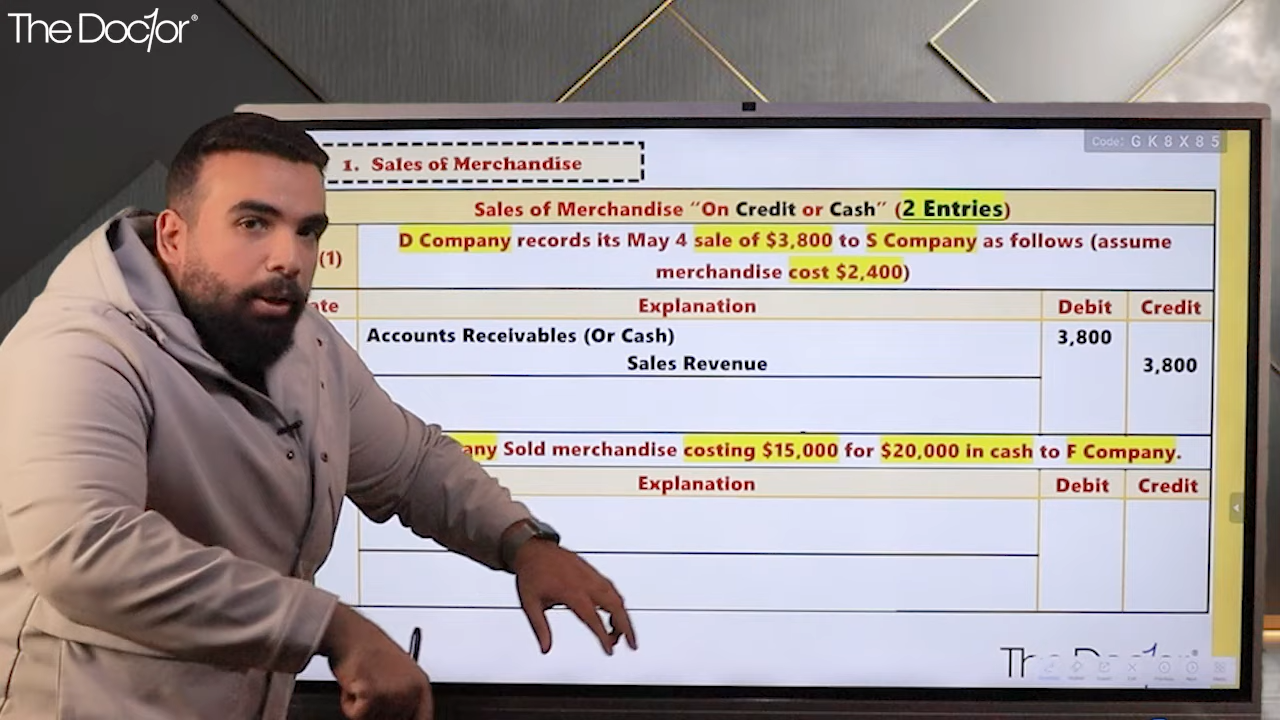 The Doctor®
Code: GK8X85
1. Sales of Merchandise
Sales of Merchandise “On Credit or Cash” (2 Entries)
(1)
D Company records its May 4 sale of $3,800 to S Company as follows (assume
merchandise cost $2,400)
ate Explanation Debit Credit
Accounts Receivables (Or Cash) 3,800
Sales Revenue 3,800
any Sold merchandise costing $15,000 for $20,000 in cash to F Company.
Explanation Debit Credit